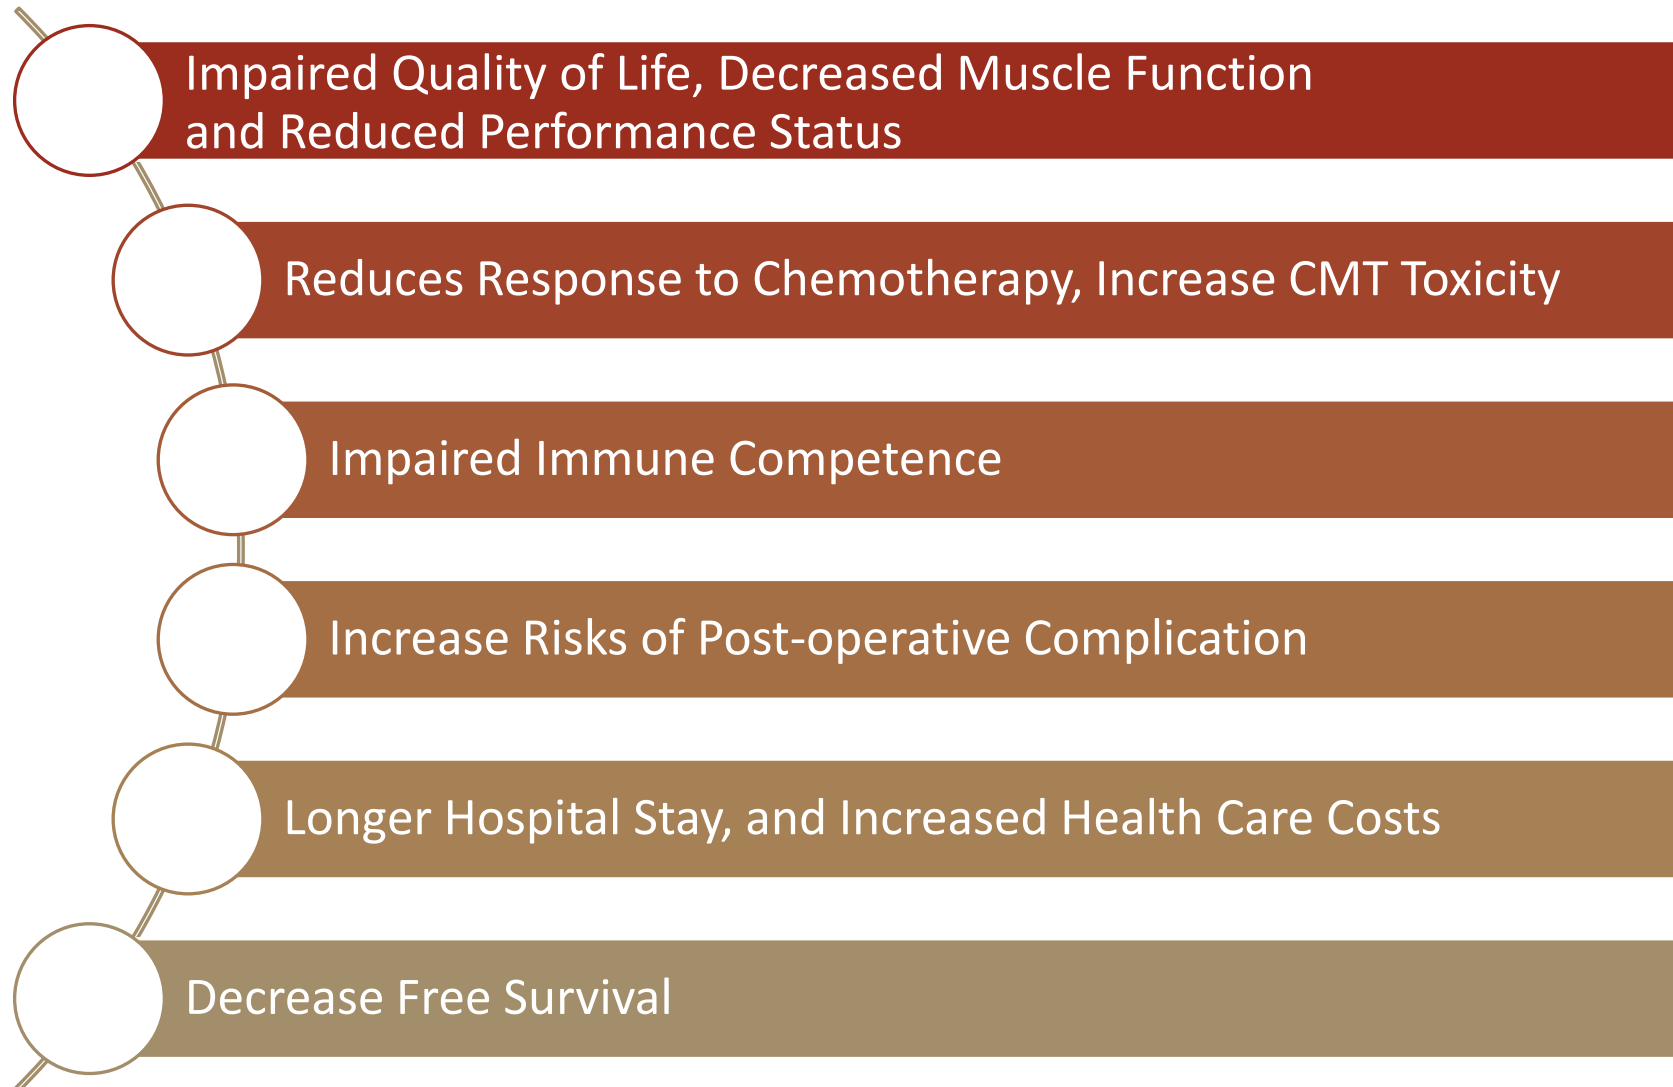 Impaired Quality of Life, Decreased Muscle Function
and Reduced Performance Status
Reduces Response to Chemotherapy, Increase CMT Toxicity
Impaired Immune Competence
Increase Risks of Post-operative Complication
Longer Hospital Stay, and Increased Health Care Costs
Decrease Free Survival